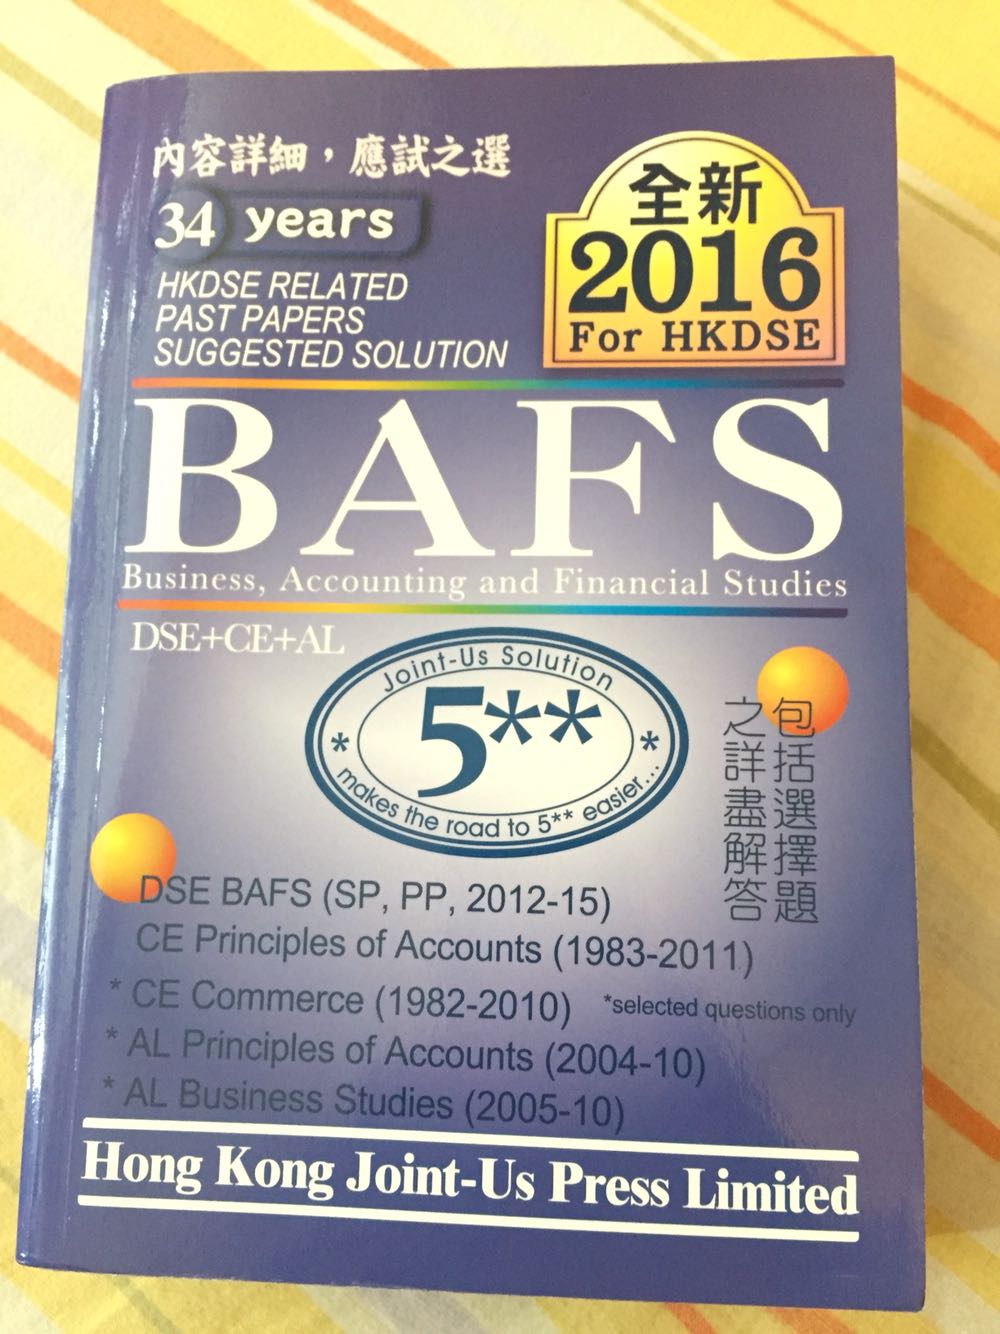 內容詳細，應試之選
34 years
HKDSE RELATED
PAST PAPERS
SUGGESTED SOLUTION
全新
2016
For HKDSE
BAFS
Business, Accounting and Financial Studies
DSE+CE+AL
Joint-Us Solution
* 5** *
makes the road to 5** easier...
包括選擇題
之詳盡解答
DSE BAFS (SP, PP, 2012-15)
CE Principles of Accounts (1983-2011)
* CE Commerce (1982-2010) *selected questions only
* AL Principles of Accounts (2004-10)
* AL Business Studies (2005-10)
Hong Kong Joint-Us Press Limited